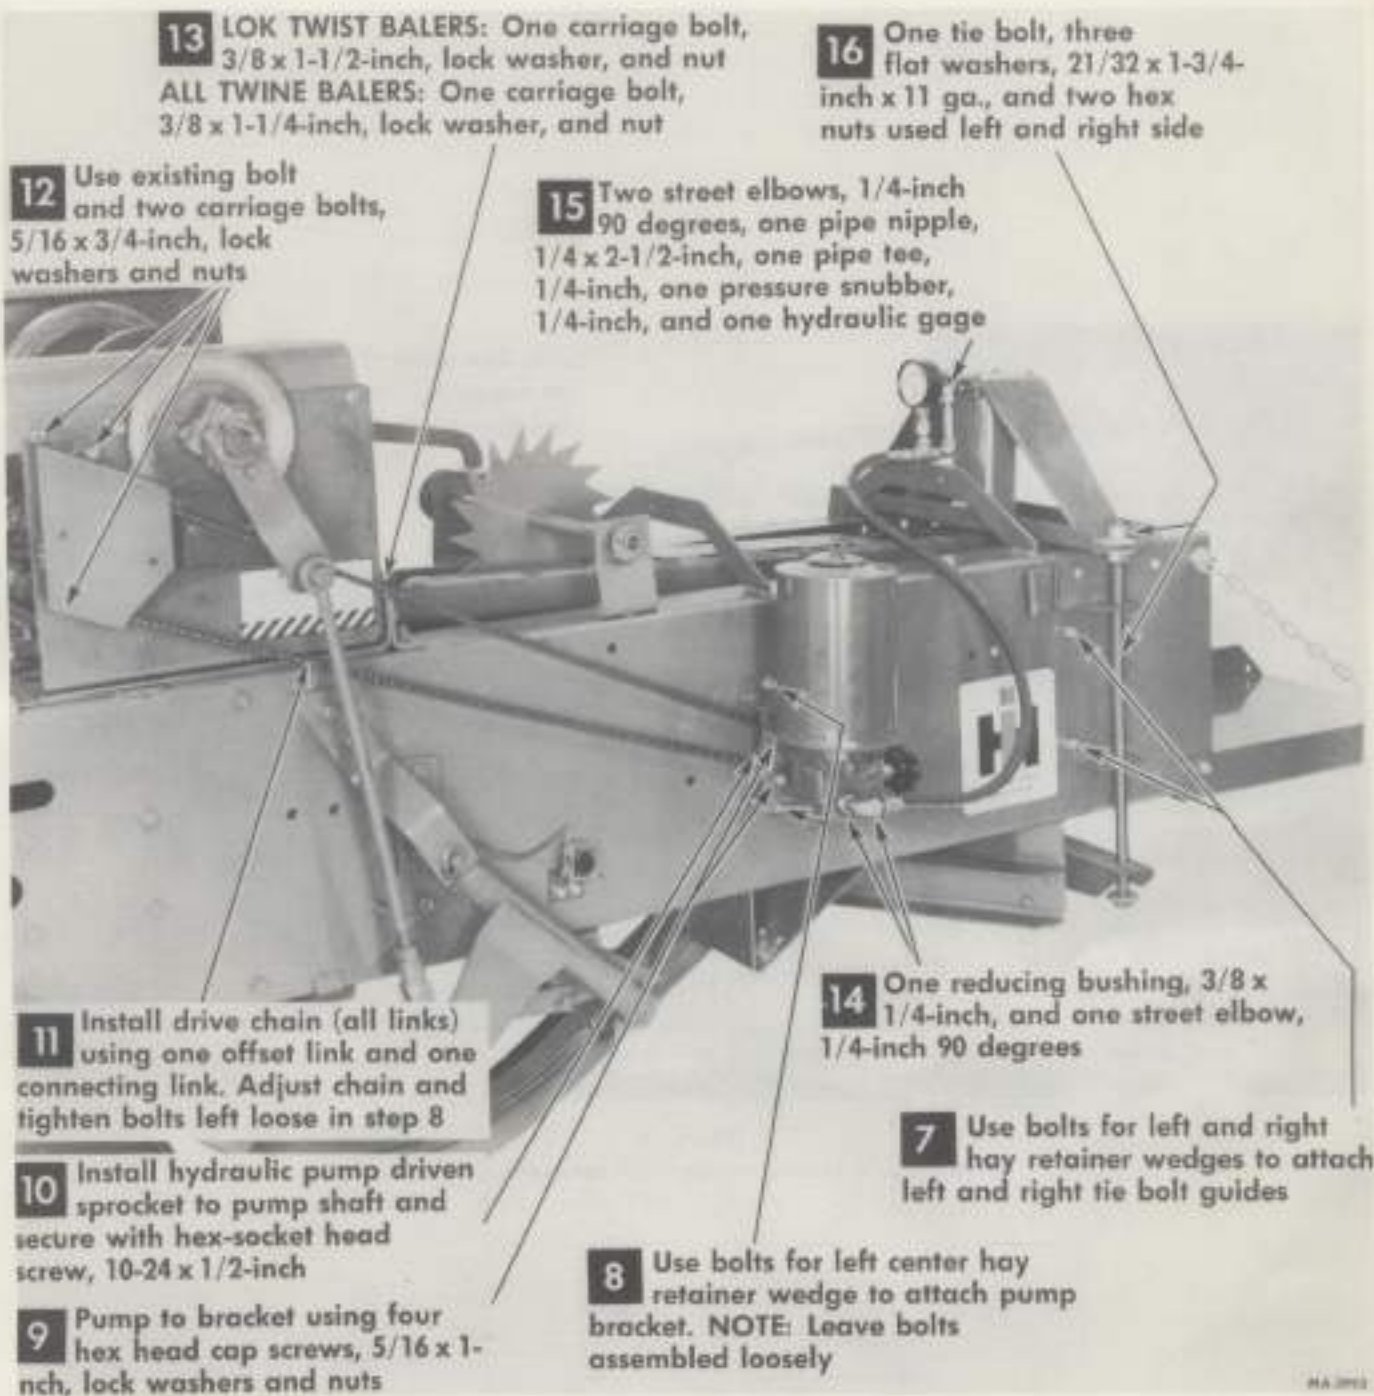 13 LOK TWIST BALERS: One carriage bolt,
3/8 x 1-1/2-inch, lock washer, and nut
ALL TWINE BALERS: One carriage bolt,
3/8 x 1-1/4-inch, lock washer, and nut
16 One tie bolt, three
flat washers, 21/32 x 1-3/4-
inch x 11 ga., and two hex
nuts used left and right side
12 Use existing bolt
and two carriage bolts,
5/16 x 3/4-inch, lock
washers and nuts
15 Two street elbows, 1/4-inch
90 degrees, one pipe nipple,
1/4 x 2-1/2-inch, one pipe tee,
1/4-inch, one pressure snubber,
1/4-inch, and one hydraulic gage
14 One reducing bushing, 3/8 x
1/4-inch, and one street elbow,
1/4-inch 90 degrees
11 Install drive chain (all links)
using one offset link and one
connecting link. Adjust chain and
tighten bolts left loose in step 8
7 Use bolts for left and right
hay retainer wedges to attach
left and right tie bolt guides
10 Install hydraulic pump driven
sprocket to pump shaft and
secure with hex-socket head
screw, 10-24 x 1/2-inch
8 Use bolts for left center hay
retainer wedge to attach pump
bracket. NOTE: Leave bolts
assembled loosely
9 Pump to bracket using four
hex head cap screws, 5/16 x 1-
nch, lock washers and nuts